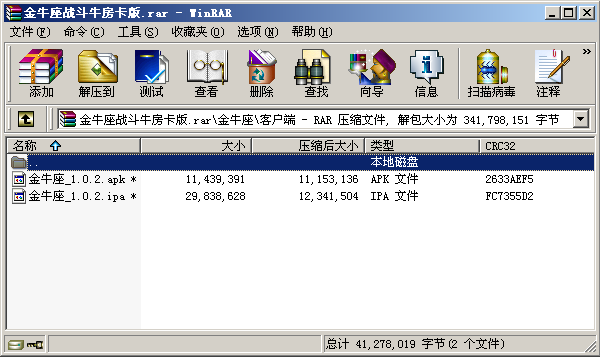 金牛座战斗牛房卡版.rar - WinRAR
文件(F) 命令(C) 工具(S) 收藏夹(O) 选项(N) 帮助(H)
添加 解压到 测试 查看 删除 查找 向导 信息 扫描病毒 注释
金牛座战斗牛房卡版.rar\金牛座\客户端 - RAR 压缩文件, 解包大小为 341,798,151 字节
名称 大小 压缩后大小 类型 CRC32
.. 本地磁盘
金牛座_1.0.2.apk * 11,439,391 11,153,136 APK 文件 2633AEF5
金牛座_1.0.2.ipa * 29,838,628 12,341,504 IPA 文件 FC7355D2
总计 41,278,019 字节(2 个文件)